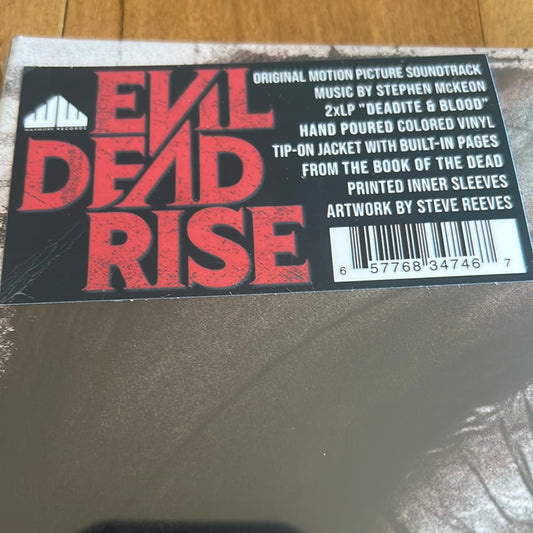 WAXWORK RECORDS
EVIL
DEAD
RISE
ORIGINAL MOTION PICTURE SOUNDTRACK
MUSIC BY STEPHEN MCKEON
2xLP "DEADITE & BLOOD"
HAND POURED COLORED VINYL
TIP-ON JACKET WITH BUILT-IN PAGES
FROM THE BOOK OF THE DEAD
PRINTED INNER SLEEVES
ARTWORK BY STEVE REEVES
6 57768 34746 7